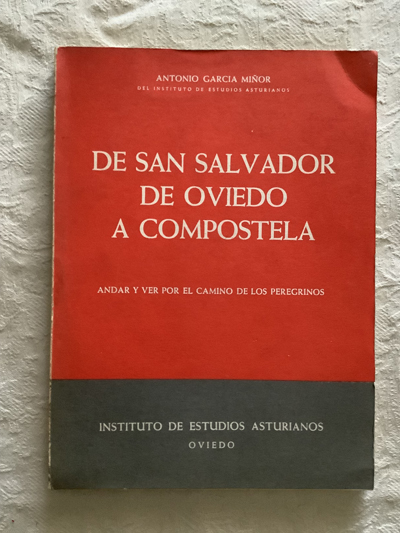 ANTONIO GARCIA MIÑOR
DEL INSTITUTO DE ESTUDIOS ASTURIANOS
DE SAN SALVADOR
DE OVIEDO
A COMPOSTELA
ANDAR Y VER POR EL CAMINO DE LOS PEREGRINOS
INSTITUTO DE ESTUDIOS ASTURIANOS
OVIEDO